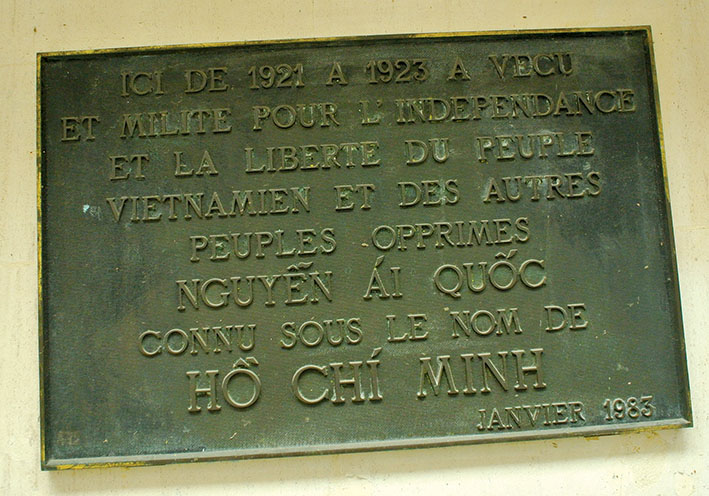 ICI DE 1921 A 1923 A VECU
ET MILITE POUR L'INDEPENDANCE
ET LA LIBERTE DU PEUPLE
VIETNAMIEN ET DES AUTRES
PEUPLES OPPRIMES
NGUYỄN ÁI QUỐC
CONNU SOUS LE NOM DE
HỒ CHÍ MINH
JANVIER 1983